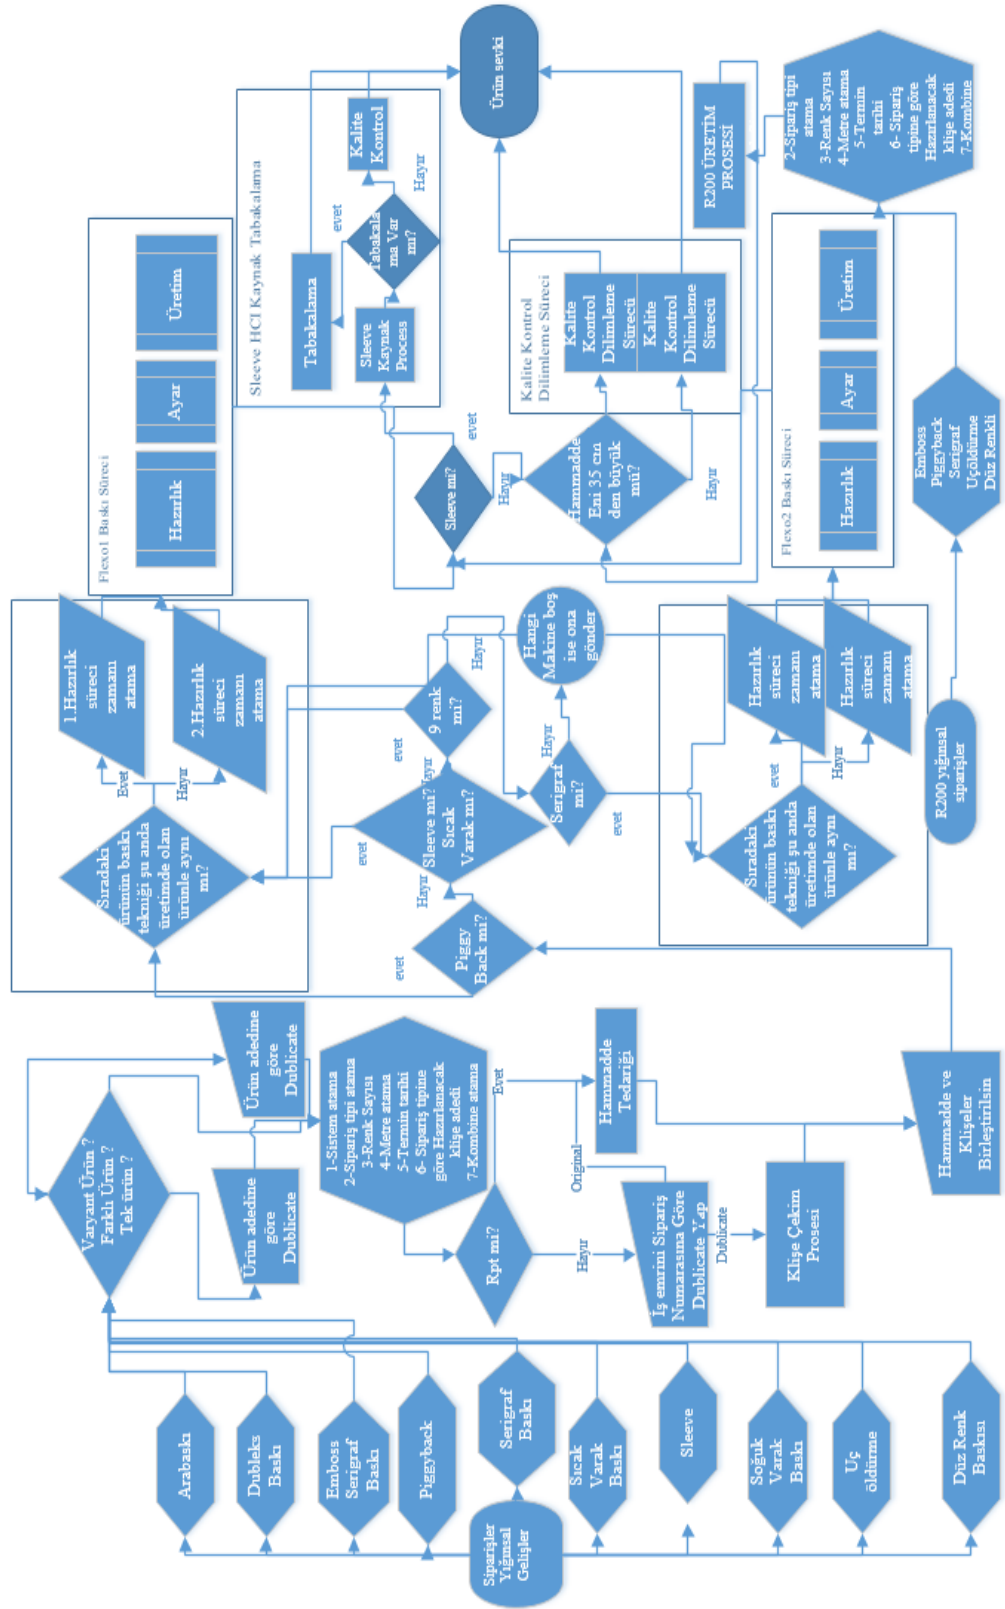 Siparişler
Yığınsal
Gelişler
Arabaskı
Dubleks
Baskı
Emboss
Serigraf
Baskı
Piggyback
Serigraf
Baskı
Sıcak
Varak
Baskı
Sleeve
Soğuk
Varak
Baskı
Uç
öldürme
Düz Renk
Baskısı
Varyant Ürün ?
Farklı Ürün ?
Tek ürün ?
Ürün adedine
göre
Dublicate
Ürün adedine
göre
Dublicate
1-Sistem atama
2-Sipariş tipi atama
3-Renk Sayısı
4-Metre atama
5-Termin tarihi
6- Sipariş tipine
göre Hazırlanacak
klişe adedi
7-Kombine atama
Rpt mi?
Evet
Hayır
İş emrini Sipariş
Numarasına Göre
Dublicate Yap
Original
Dublicate
Hammadde
Tedariği
Klişe Çekim
Prosesi
Hammadde ve
Klişeler
Birleştirilsin
Piggy
Back mi?
evet
Hayır
Sleeve mi?
Sıcak
Varak mı?
evet
Hayır
9 renk
mi?
evet
Hayır
Serigraf
mi?
evet
Hayır
Hangi
Makine boş
ise ona
gönder
Sıradaki
ürünün baskı
tekniği şu anda
üretimde olan
ürünle aynı
mı?
Evet
Hayır
1.Hazırlık
süreci
zamanı
atama
2.Hazırlık
süreci
zamanı
atama
Sıradaki
ürünün baskı
tekniği şu anda
üretimde olan
ürünle aynı
mı?
evet
Hayır
Hazırlık
süreci
zamanı
atama
Hazırlık
süreci
zamanı
atama
R200 yığınsal
siparişler
Flexo1 Baskı Süreci
Hazırlık
Ayar
Üretim
Sleeve mi?
evet
Hayır
Hammadde
Eni 35 cm
den büyük
mü?
Hayır
Sleeve HCI Kaynak Tabakalama
Sleeve
Kaynak
Process
Tabakalama
Tabakala
ma Var
mı?
evet
Hayır
Kalite
Kontrol
Kalite Kontrol
Dilimleme Süreci
Kalite
Kontrol
Dilimleme
Sürecü
Kalite
Kontrol
Dilimleme
Sürecü
Flexo2 Baskı Süreci
Hazırlık
Ayar
Üretim
Emboss
Piggyback
Serigraf
Uçöldürme
Düz Renkli
2-Sipariş tipi
atama
3-Renk Sayısı
4-Metre atama
5-Termin
tarihi
6- Sipariş
tipine göre
Hazırlanacak
klişe adedi
7-Kombine
R200 ÜRETİM
PROSESİ
Ürün sevki